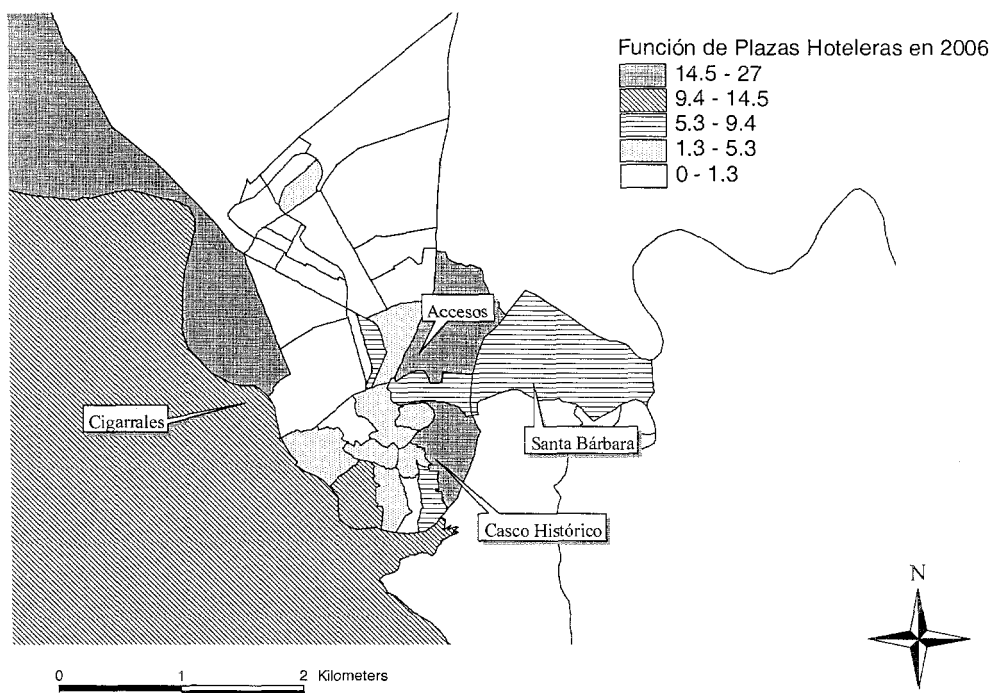 Función de Plazas Hoteleras en 2006
14.5 - 27
9.4 - 14.5
5.3 - 9.4
1.3 - 5.3
0 - 1.3
Accesos
Cigarrales
Santa Bárbara
Casco Histórico
N
0 1 2 Kilometers